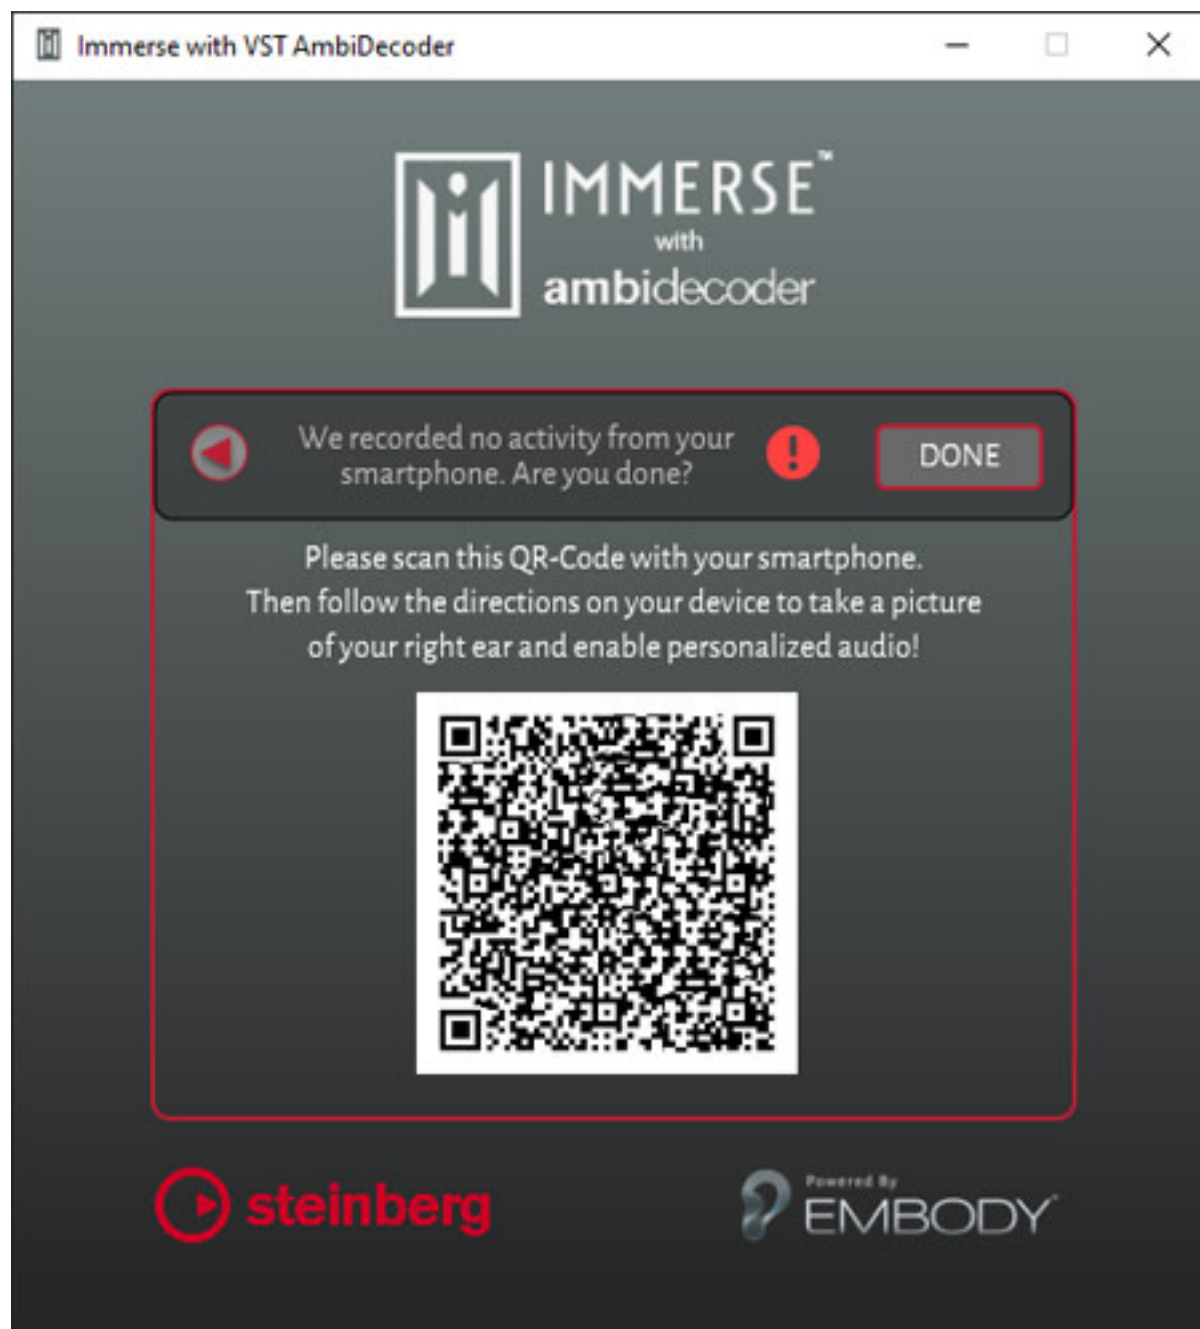 Immerse with VST AmbiDecoder
IMMERSE™
with
ambidecoder
We recorded no activity from your
smartphone. Are you done?
DONE
Please scan this QR-Code with your smartphone.
Then follow the directions on your device to take a picture
of your right ear and enable personalized audio!
steinberg
Powered By
EMBODY